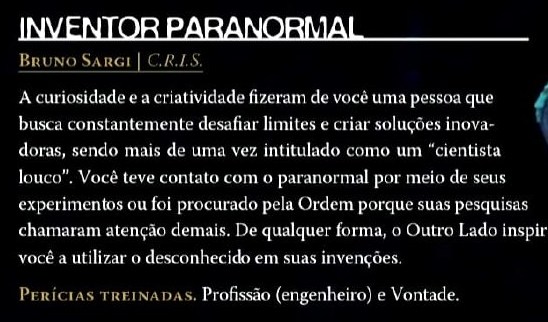 INVENTOR PARANORMAL
BRUNO SARGI | C.R.I.S.
A curiosidade e a criatividade fizeram de você uma pessoa que
busca constantemente desafiar limites e criar soluções inova-
doras, sendo mais de uma vez intitulado como um “cientista
louco”. Você teve contato com o paranormal por meio de seus
experimentos ou foi procurado pela Ordem porque suas pesquisas
chamaram atenção demais. De qualquer forma, o Outro Lado inspir
você a utilizar o desconhecido em suas invenções.
PERÍCIAS TREINADAS. Profissão (engenheiro) e Vontade.